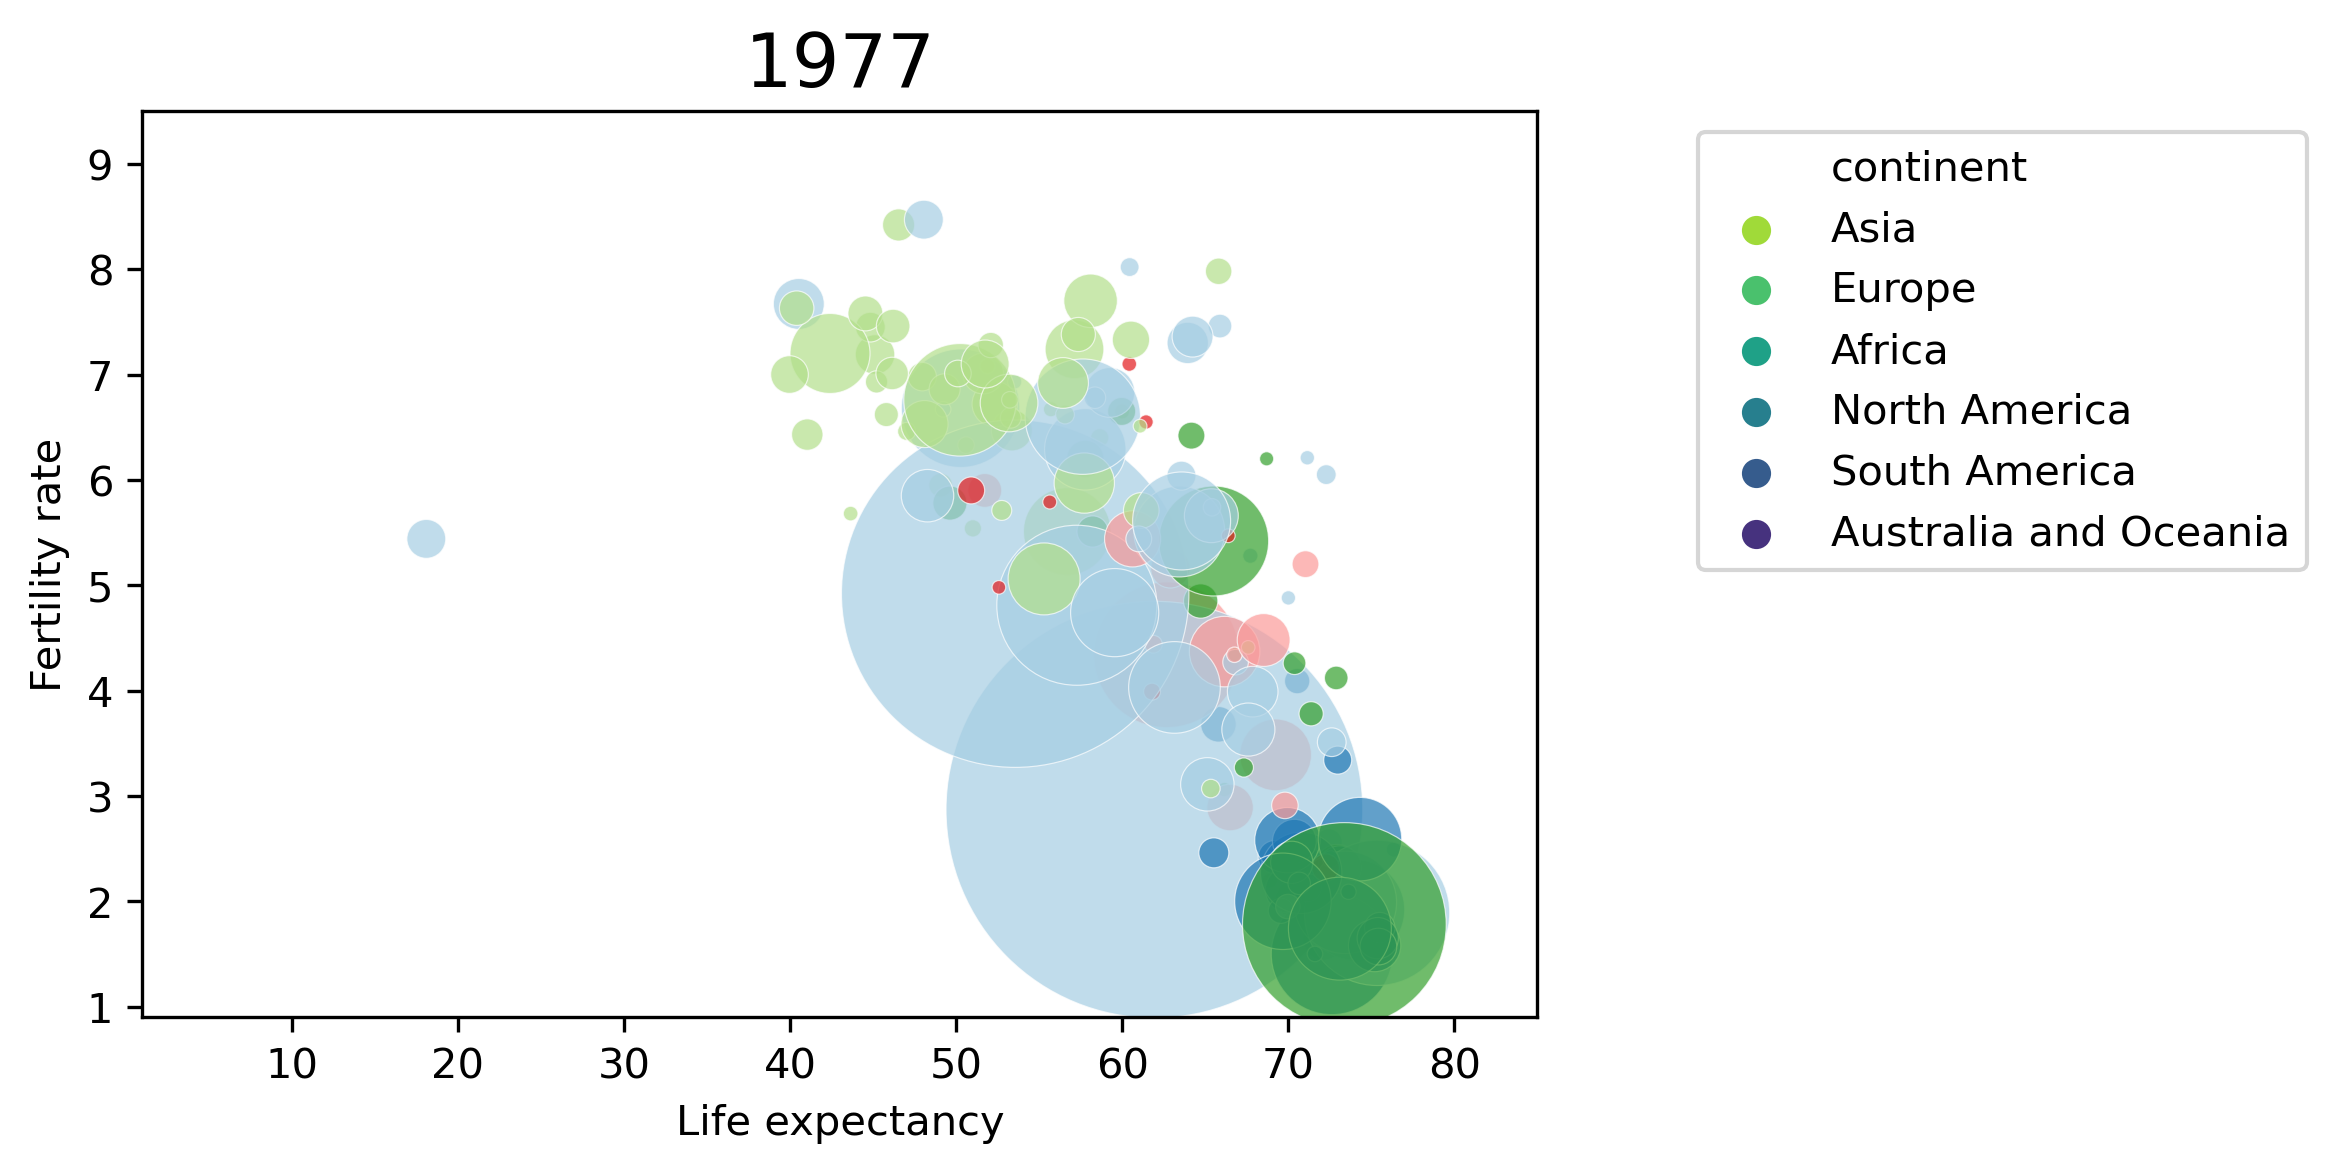 1977
9
8
7
6
5
4
3
2
1
Fertility rate
10 20 30 40 50 60 70 80
Life expectancy
continent
Asia
Europe
Africa
North America
South America
Australia and Oceania